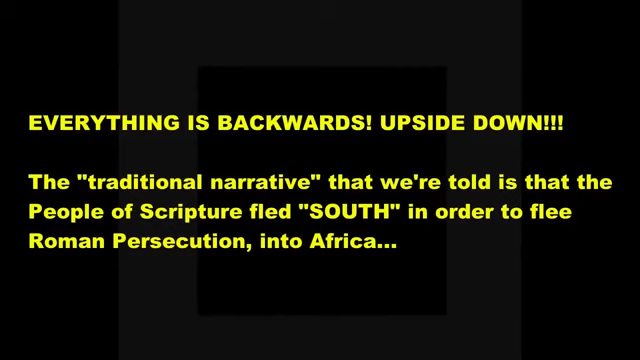 EVERYTHING IS BACKWARDS! UPSIDE DOWN!!!
The "traditional narrative" that we're told is that the
People of Scripture fled "SOUTH" in order to flee
Roman Persecution, into Africa...